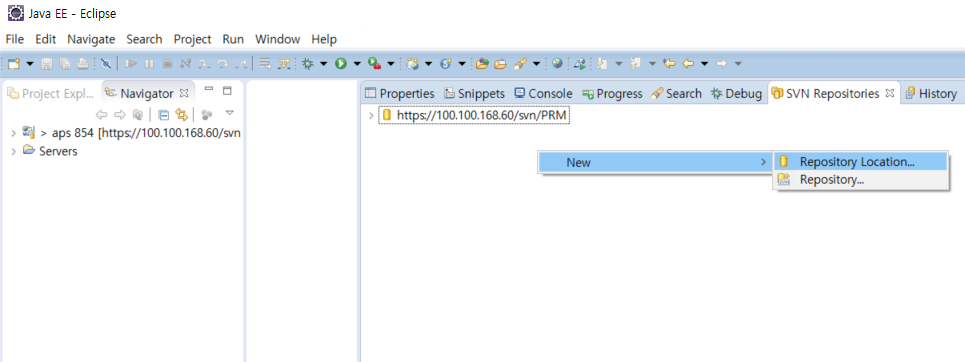 Java EE - Eclipse
File Edit Navigate Search Project Run Window Help
Project Expl... Navigator Properties Snippets Console Progress Search Debug SVN Repositories History
https://100.100.168.60/svn/PRM
> aps 854 [https://100.100.168.60/svn
Servers
New Repository Location...
Repository...